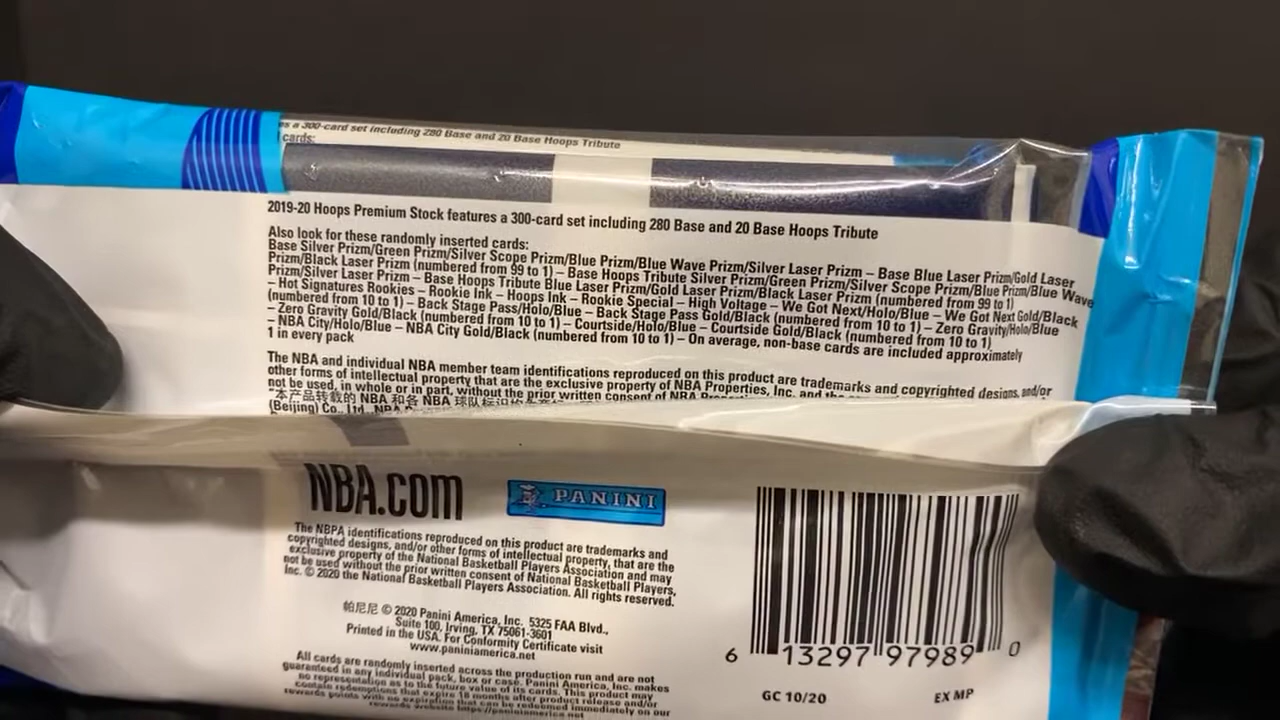 s a 300-card set including 280 Base and 20 Base Hoops Tribute
cards:
2019-20 Hoops Premium Stock features a 300-card set including 280 Base and 20 Base Hoops Tribute
Also look for these randomly inserted cards:
Base Silver Prizm/Green Prizm/Silver Scope Prizm/Blue Prizm/Blue Wave Prizm/Silver Laser Prizm – Base Blue Laser Prizm/Gold Laser
Prizm/Black Laser Prizm (numbered from 99 to 1) – Base Hoops Tribute Silver Prizm/Green Prizm/Silver Scope Prizm/Blue Prizm/Blue Wave
Prizm/Silver Laser Prizm – Base Hoops Tribute Blue Laser Prizm/Gold Laser Prizm/Black Laser Prizm (numbered from 99 to 1)
– Hot Signatures Rookies – Rookie Ink – Hoops Ink – Rookie Special – High Voltage – We Got Next/Holo/Blue – We Got Next Gold/Black
(numbered from 10 to 1) – Back Stage Pass/Holo/Blue – Back Stage Pass Gold/Black (numbered from 10 to 1) – Zero Gravity/Holo/Blue
– Zero Gravity Gold/Black (numbered from 10 to 1) – Courtside/Holo/Blue – Courtside Gold/Black (numbered from 10 to 1)
– NBA City/Holo/Blue – NBA City Gold/Black (numbered from 10 to 1) – On average, non-base cards are included approximately
1 in every pack
The NBA and individual NBA member team identifications reproduced on this product are trademarks and copyrighted designs, and/or
other forms of intellectual property that are the exclusive property of NBA Properties, Inc. and the
not be used, in whole or in part, without the prior written consent of NBA
"本产品转载的 NBA 和各 NBA 球队标识
(Beijing) Co., Ltd. NBA
NBA.COM
PANINI
The NBPA identifications reproduced on this product are trademarks and
copyrighted designs, and/or other forms of intellectual property, that are the
exclusive property of the National Basketball Players Association and may
not be used without the prior written consent of National Basketball Players,
Inc. © 2020 the National Basketball Players Association. All rights reserved.
帕尼尼 © 2020 Panini America, Inc. 5325 FAA Blvd.,
Suite 100, Irving, TX 75061-3601
Printed in the USA. For Conformity Certificate visit
www.paniniamerica.net
All cards are randomly inserted across the production run and are not
guaranteed in any individual pack, box or case. Panini America, Inc. makes
no representation as to the future value of its cards. This product may
contain redemptions that expire 18 months after product release and/or
rewards points with no expiration that can be redeemed immediately on our
rewards website https://paniniamerica.net
6 13297 97989 0
GC 10/20
EX MP